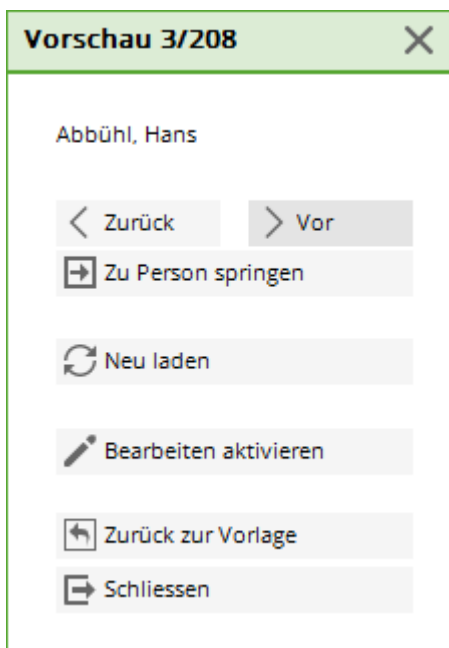 Vorschau 3/208
Abbühl, Hans
Zurück Vor
Zu Person springen
Neu laden
Bearbeiten aktivieren
Zurück zur Vorlage
Schliessen